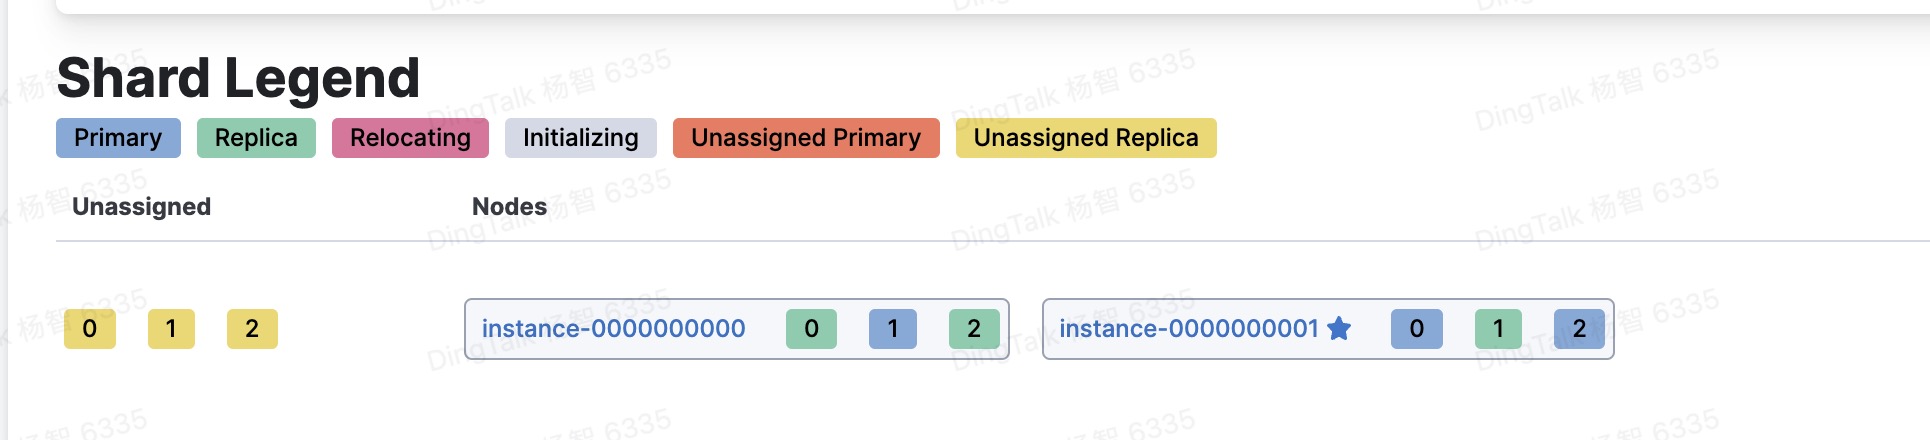 Shard Legend
Primary Replica Relocating Initializing Unassigned Primary Unassigned Replica
Unassigned Nodes
0 1 2 instance-0000000000 0 1 2 instance-0000000001 0 1 2
DingTalk 杨智 6335